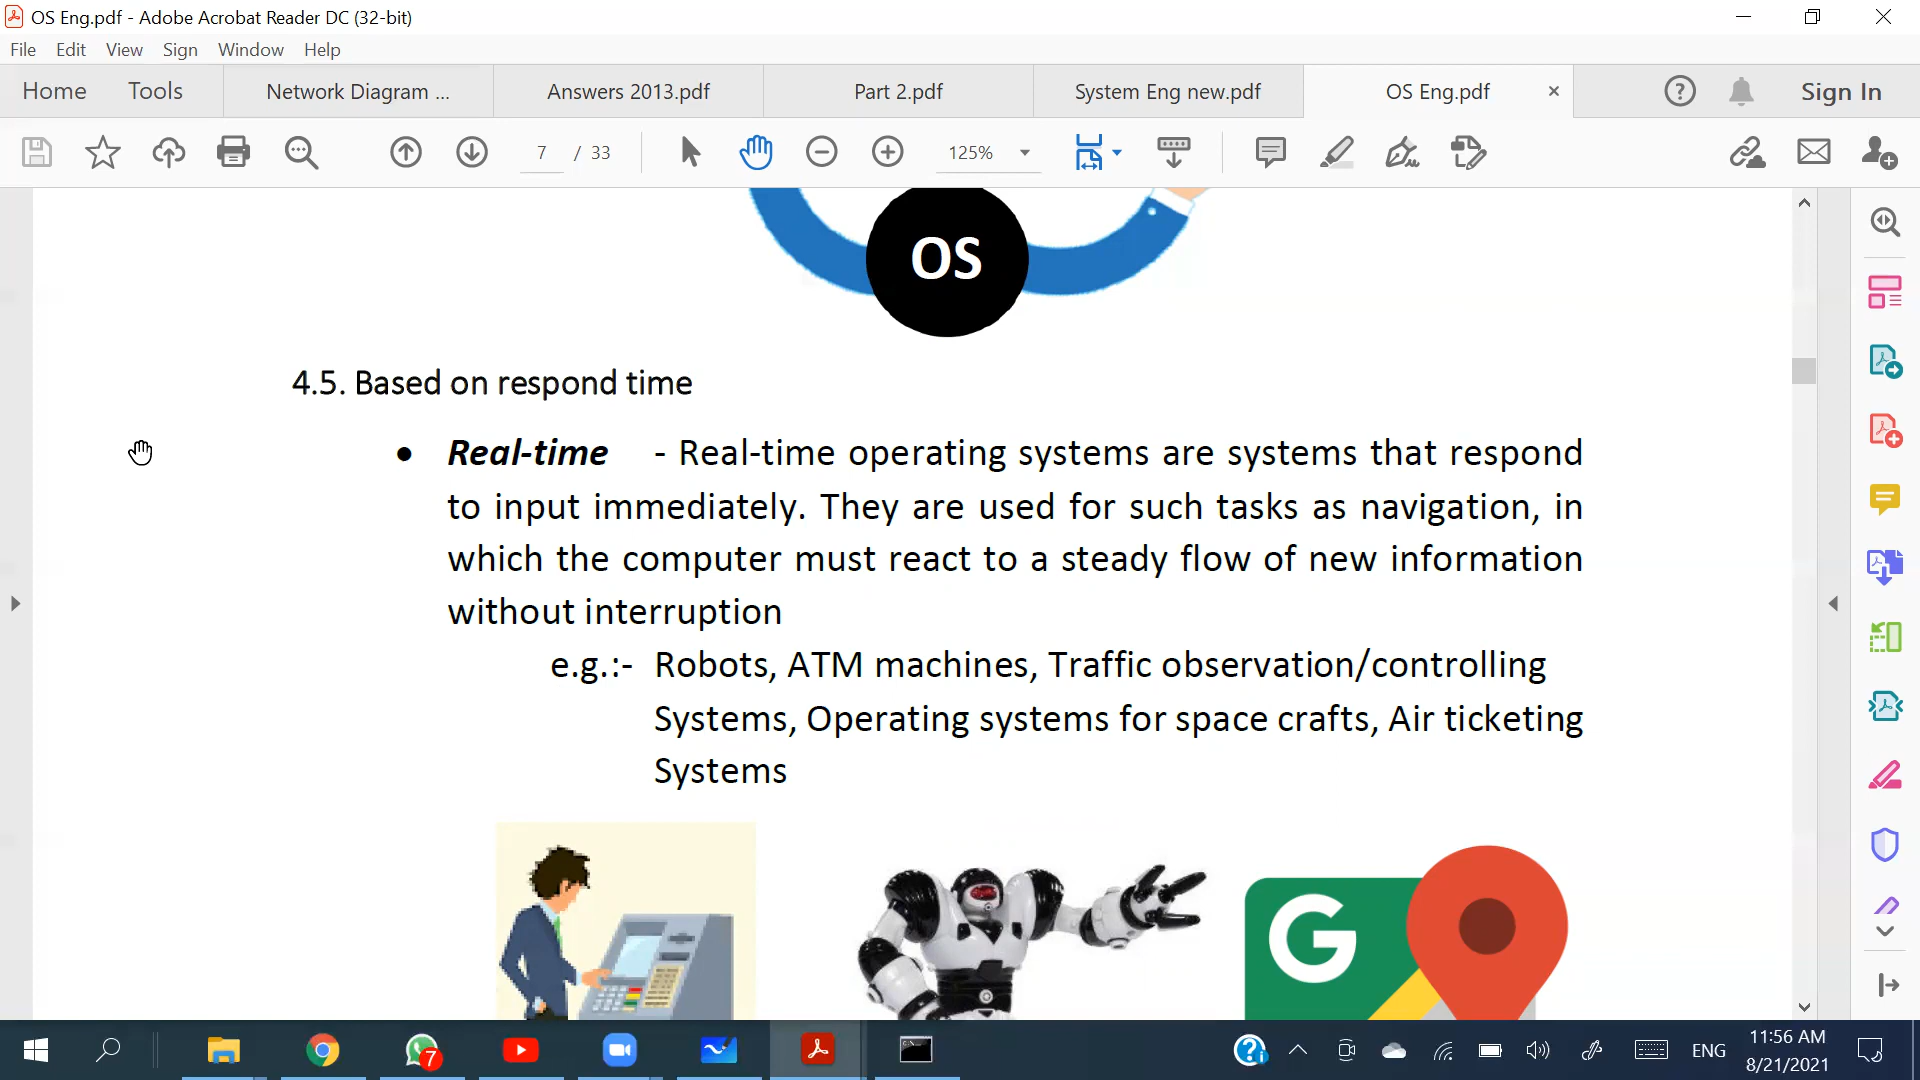 OS Eng.pdf - Adobe Acrobat Reader DC (32-bit)
File Edit View Sign Window Help
Home Tools Network Diagram ... Answers 2013.pdf Part 2.pdf System Eng new.pdf OS Eng.pdf × Sign In
7 / 33 125%
OS
4.5. Based on respond time
• Real-time - Real-time operating systems are systems that respond
to input immediately. They are used for such tasks as navigation, in
which the computer must react to a steady flow of new information
without interruption
e.g.:- Robots, ATM machines, Traffic observation/controlling
Systems, Operating systems for space crafts, Air ticketing
Systems
G
7
ENG
11:56 AM
8/21/2021